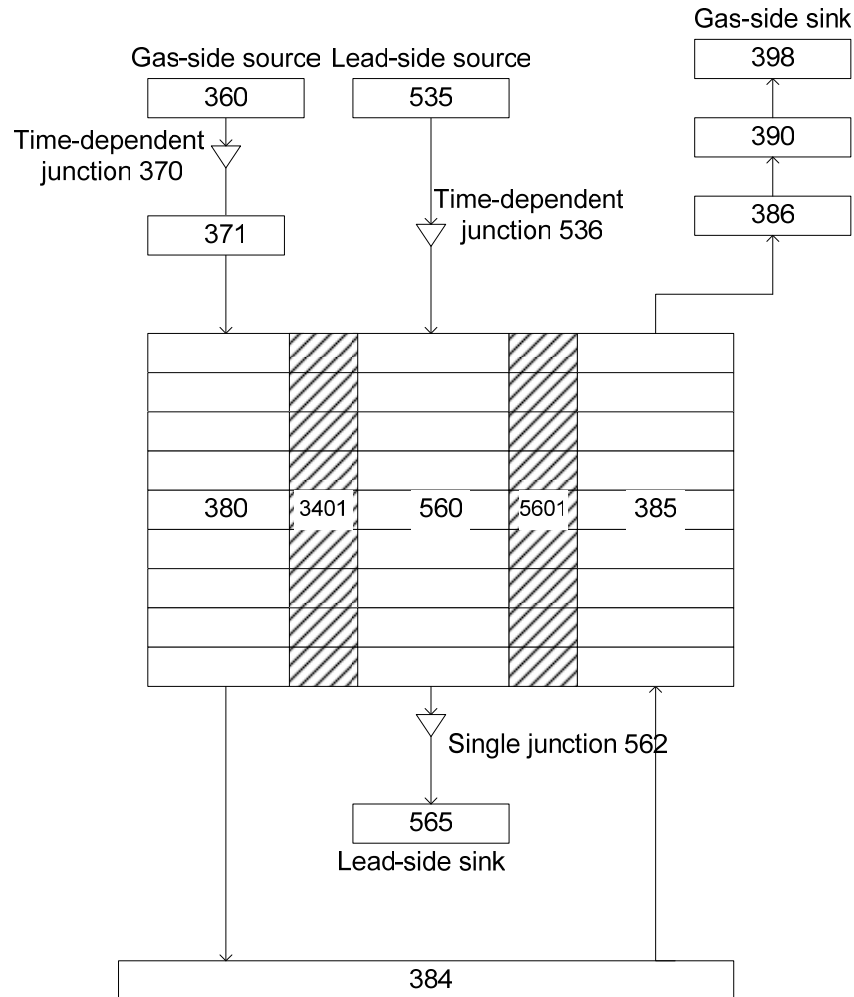 Gas-side sink
398
Gas-side source
Lead-side source
360
535
390
Time-dependent
junction 370
Time-dependent
junction 536
386
371
380
3401
560
5601
385
Single junction 562
565
Lead-side sink
384